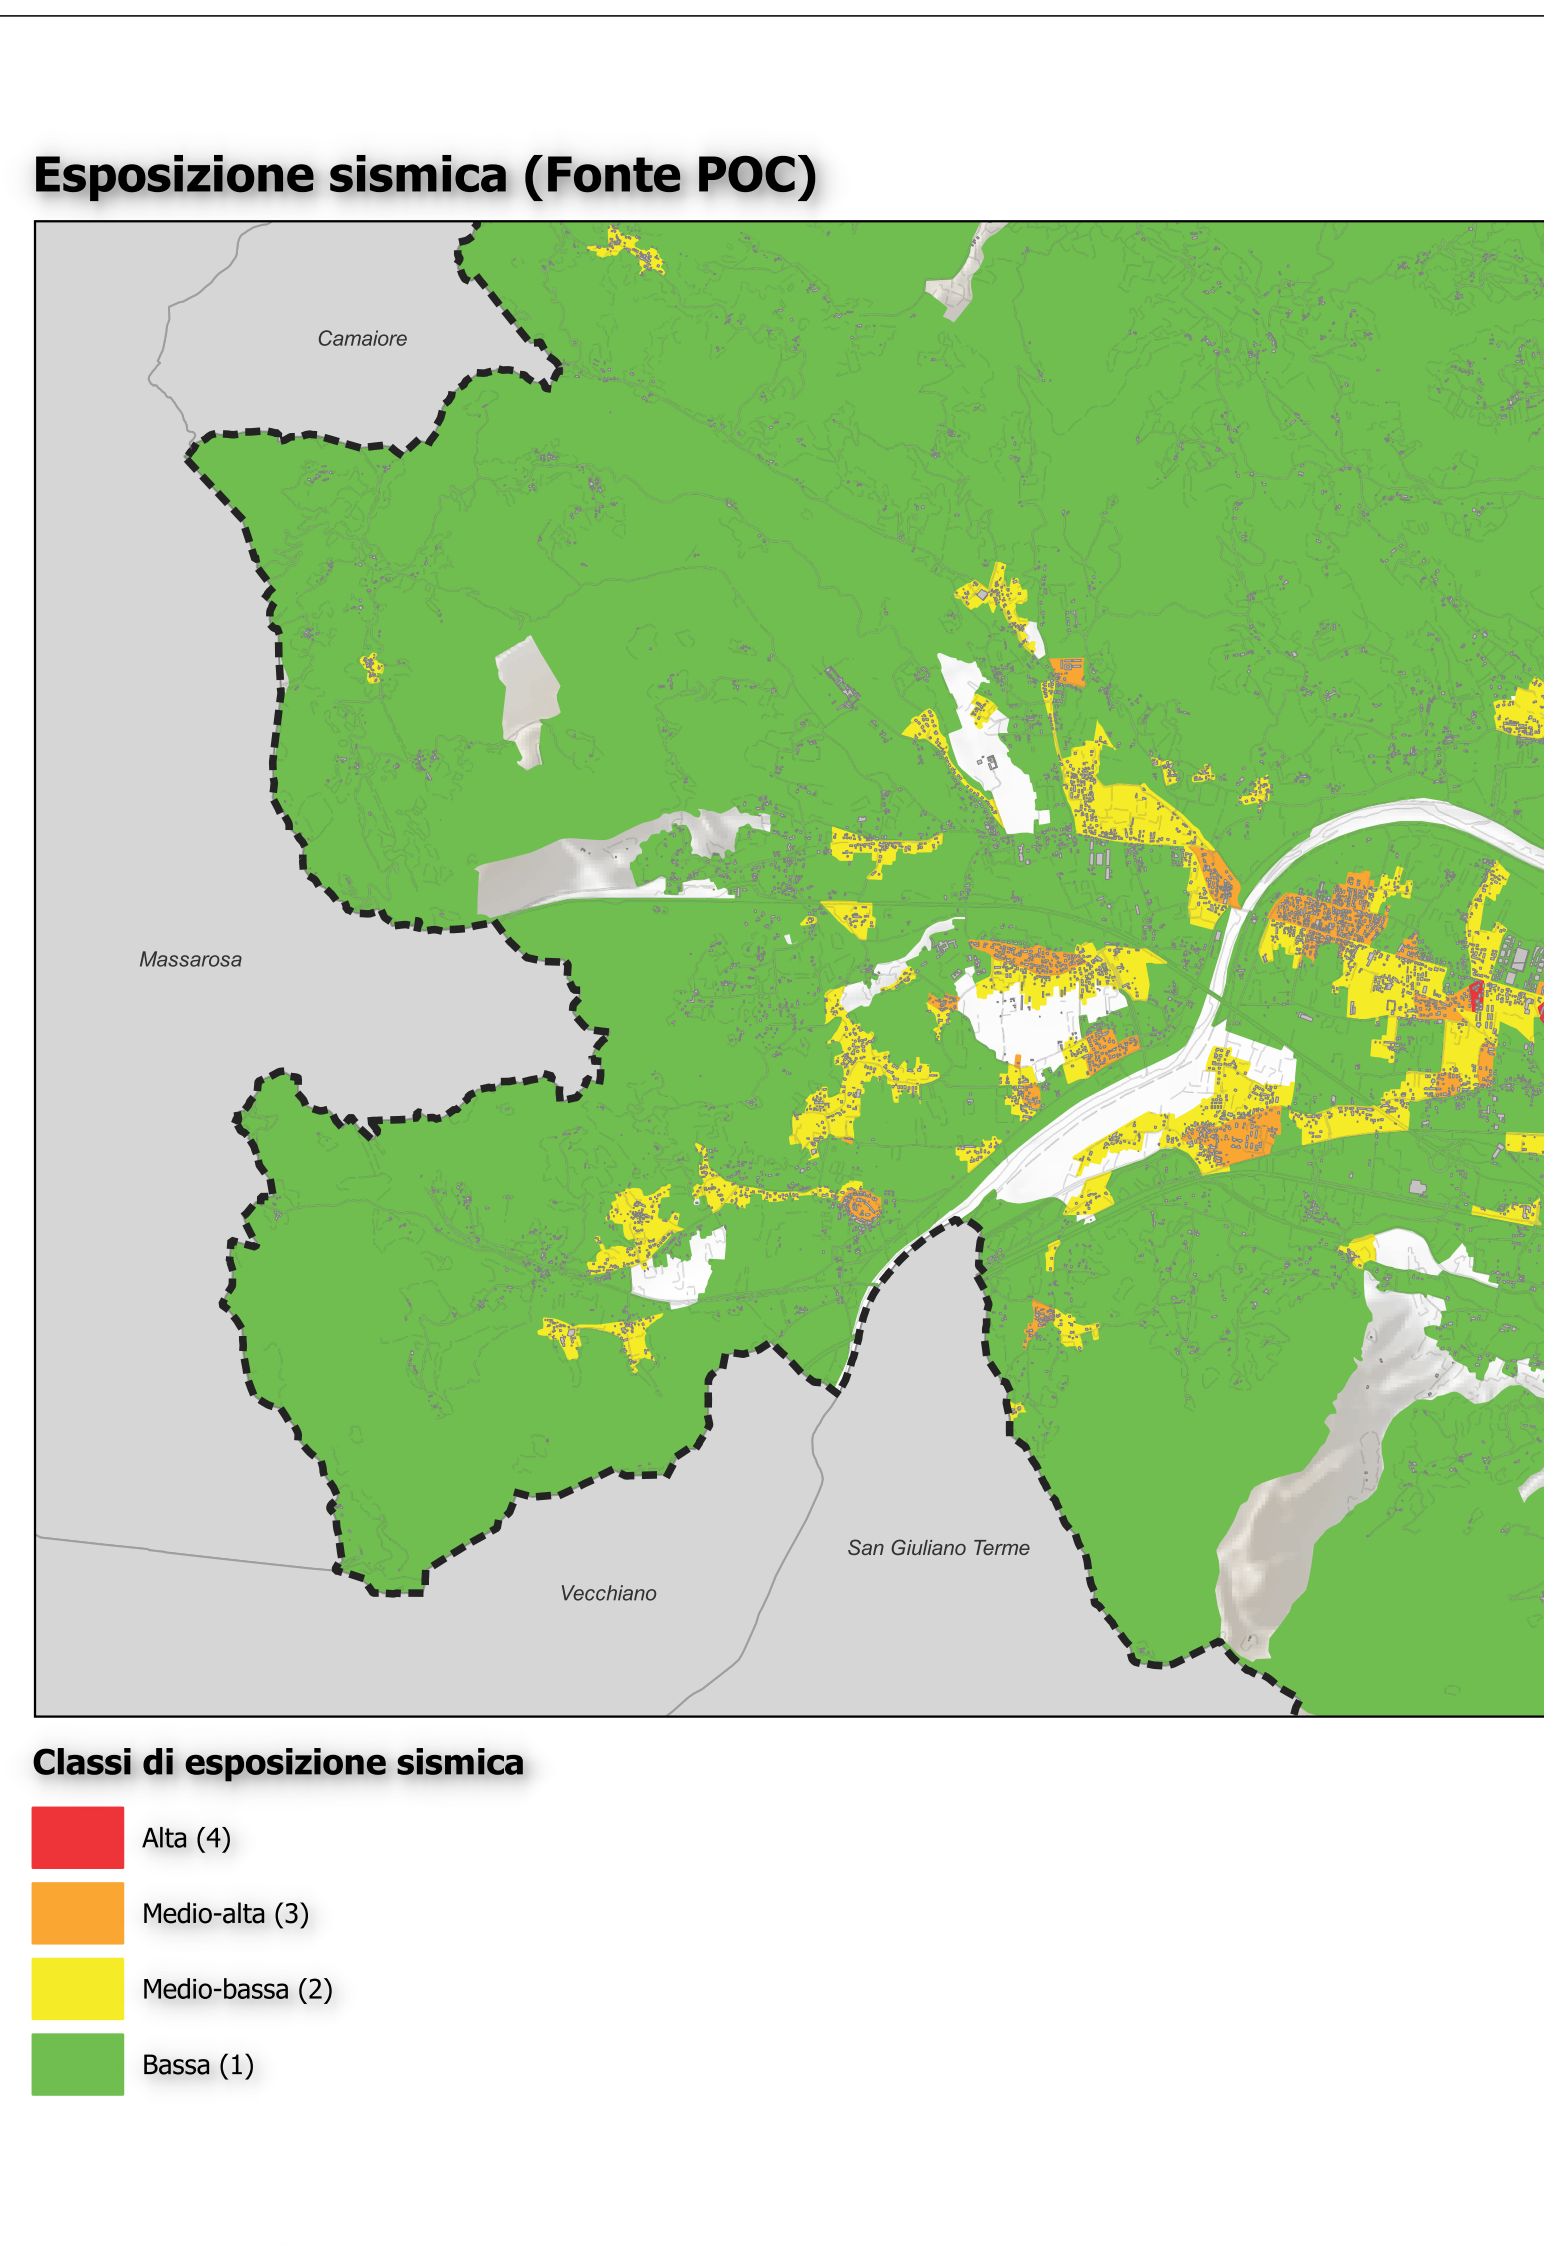 Esposizione sismica (Fonte POC)
Camaiore
Massarosa
San Giuliano Terme
Vecchiano
Classi di esposizione sismica
Alta (4)
Medio-alta (3)
Medio-bassa (2)
Bassa (1)